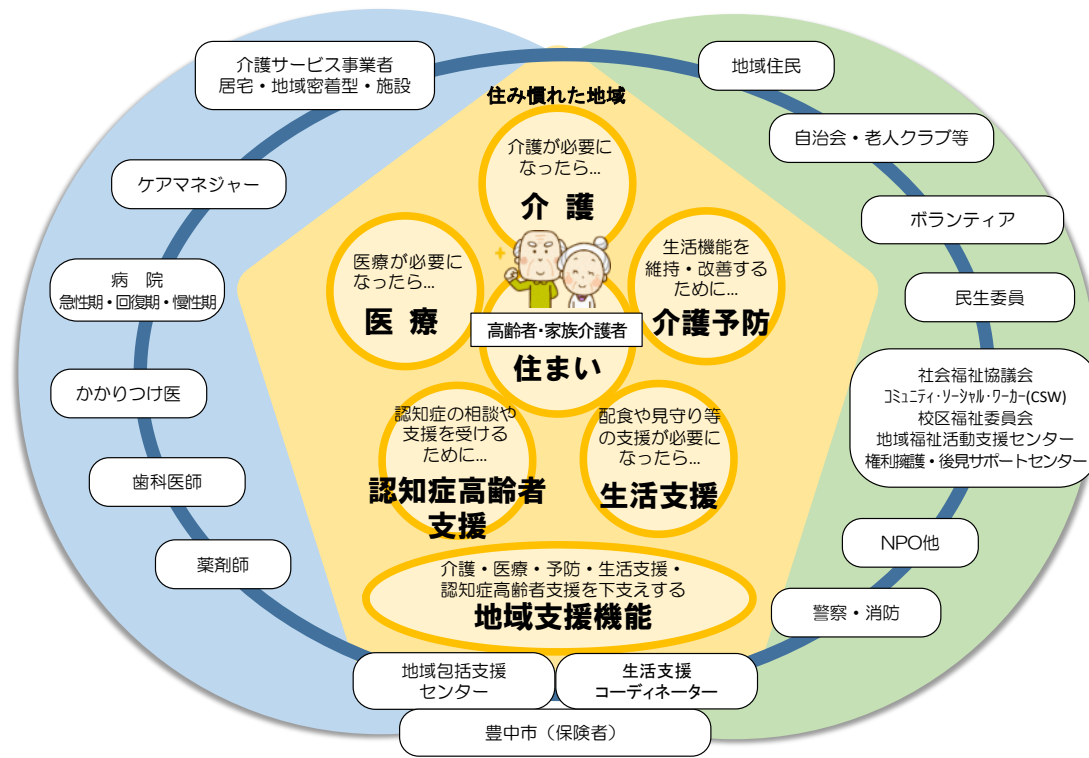 介護サービス事業者
居宅・地域密着型・施設
ケアマネジャー
病　院
急性期・回復期・慢性期
かかりつけ医
歯科医師
薬剤師
住み慣れた地域
介護が必要に
なったら…
介 護
医療が必要に
なったら…
医 療
生活機能を
維持・改善する
ために…
介護予防
高齢者・家族介護者
住まい
認知症の相談や
支援を受ける
ために…
認知症高齢者
支援
配食や見守り等
の支援が必要に
なったら…
生活支援
介護・医療・予防・生活支援・
認知症高齢者支援を下支えする
地域支援機能
地域住民
自治会・老人クラブ等
ボランティア
民生委員
社会福祉協議会
ｺﾐｭﾆﾃｨ･ｿｰｼｬﾙ･ﾜｰｶｰ(CSW)
校区福祉委員会
地域福祉活動支援センター
権利擁護・後見サポートセンター
NPO他
警察・消防
地域包括支援
センター
生活支援
コーディネーター
豊中市（保険者）